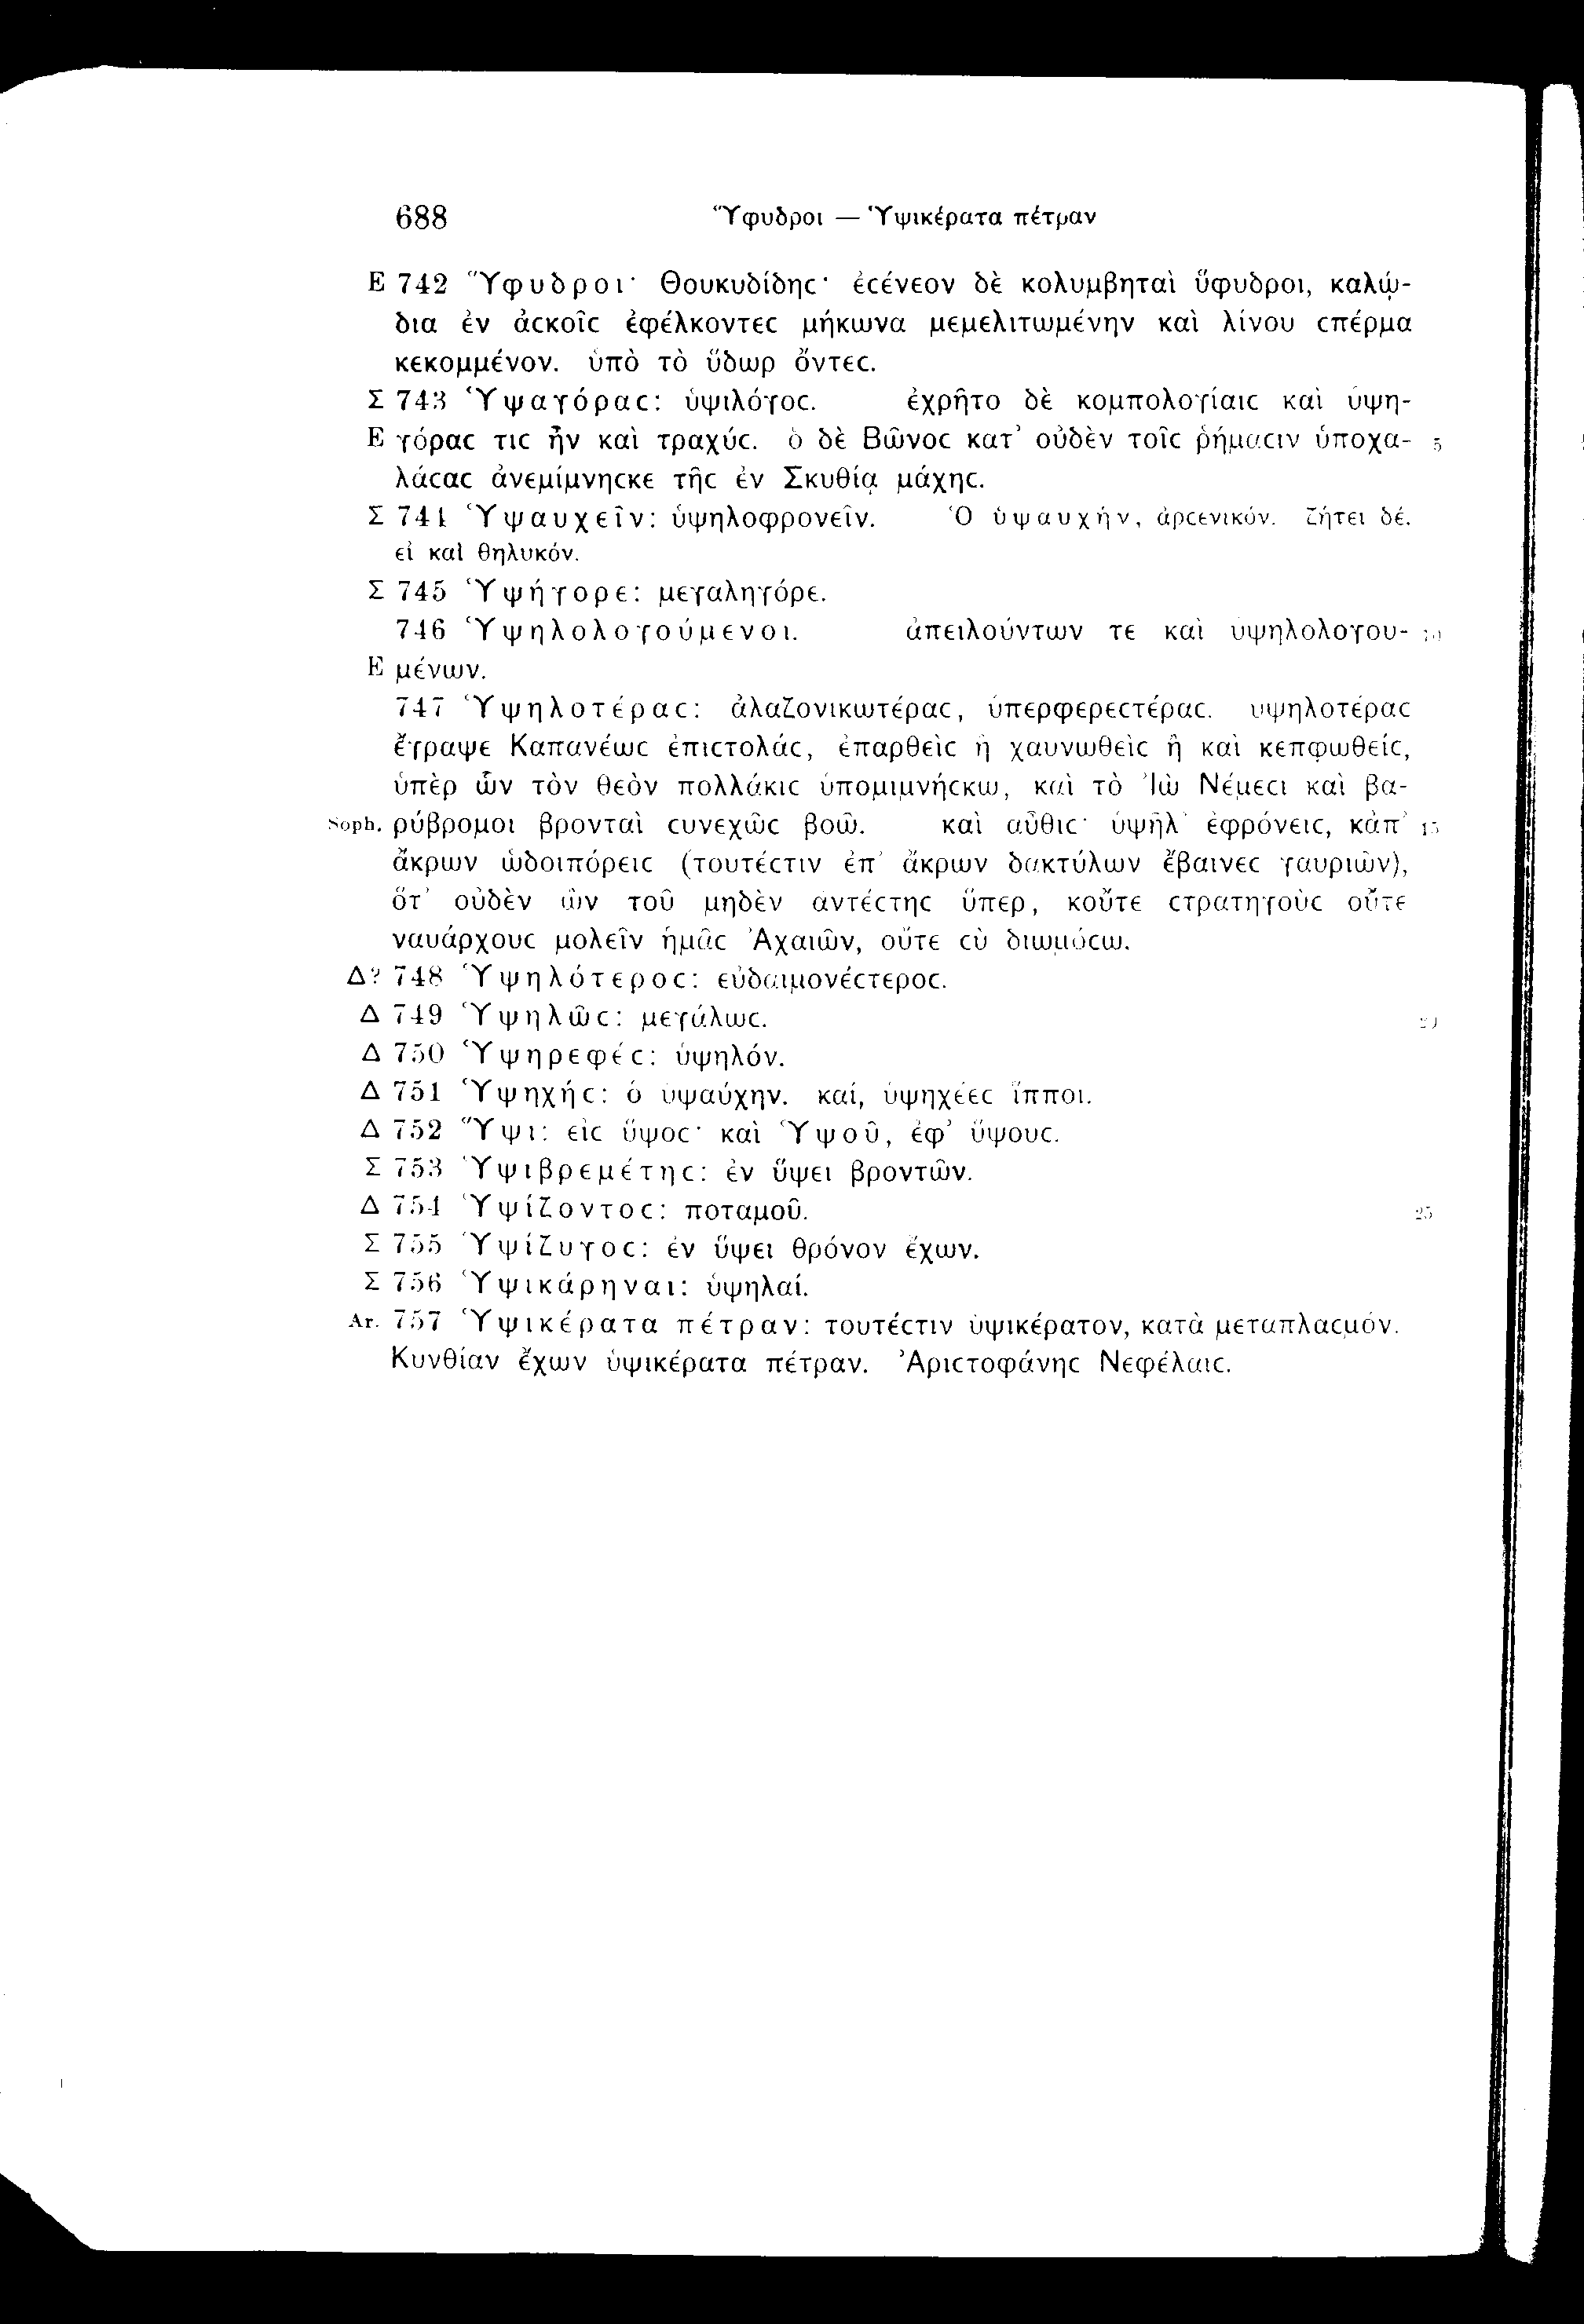 688 Ὕφυδροι — Ὑψικέρατα πέτραν
E 742 Ὕφυδροι· Θουκυδίδηϲ· ἐϲένεον δὲ κολυμβηταὶ ὕφυδροι, καλῴ-
δια ἐν ἀϲκοῖϲ ἐφέλκοντεϲ μήκωνα μεμελιτωμένην καὶ λίνου ϲπέρμα
κεκομμένον. ὑπὸ τὸ ὕδωρ ὄντεϲ.
Σ 743 Ὑψαγόραϲ: ὑψιλόγοϲ. ἐχρῆτο δὲ κομπολογίαιϲ καὶ ὑψη-
E γόραϲ τιϲ ἦν καὶ τραχύϲ. ὁ δὲ Βῶνοϲ κατ’ οὐδὲν τοῖϲ ῥήμαϲιν ὑποχα- 5
λάϲαϲ ἀνεμίμνηϲκε τῆϲ ἐν Σκυθίᾳ μάχηϲ.
Σ 744 Ὑψαυχεῖν: ὑψηλοφρονεῖν. Ὁ ὑψαυχήν, ἀρϲενικόν. ζήτει δέ,
εἰ καὶ θηλυκόν.
Σ 745 Ὑψήγορε: μεγαληγόρε.
746 Ὑψηλολογούμενοι. ἀπειλούντων τε καὶ ὑψηλολογου- 10
E μένων.
747 Ὑψηλοτέραϲ: ἀλαζονικωτέραϲ, ὑπερφερεϲτέραϲ. ὑψηλοτέραϲ
ἔγραψε Καπανέωϲ ἐπιϲτολάϲ, ἐπαρθεὶϲ ἢ χαυνωθεὶϲ ἢ καὶ κεπφωθείϲ,
ὑπὲρ ὧν τὸν θεὸν πολλάκιϲ ὑπομιμνήϲκω, καὶ τὸ Ἰὼ Νέμεϲι καὶ βα-
Soph. ρύβρομοι βρονταὶ ϲυνεχῶϲ βοῶ. καὶ αὖθιϲ· ὑψήλ’ ἐφρόνειϲ, κἀπ’ 15
ἄκρων ὡδοιπόρειϲ (τουτέϲτιν ἐπ’ ἄκρων δακτύλων ἔβαινεϲ γαυριῶν),
ὅτ’ οὐδὲν ὢν τοῦ μηδὲν ἀντέϲτηϲ ὕπερ, κοὔτε ϲτρατηγοὺϲ οὔτε
ναυάρχουϲ μολεῖν ἡμᾶϲ Ἀχαιῶν, οὔτε ϲὺ διωμόϲω.
Δ? 748 Ὑψηλότεροϲ: εὐδαιμονέϲτεροϲ.
Δ 749 Ὑψηλῶϲ: μεγάλωϲ. 20
Δ 750 Ὑψηρεφέϲ: ὑψηλόν.
Δ 751 Ὑψηχήϲ: ὁ ὑψαύχην. καί, ὑψηχέεϲ ἵπποι.
Δ 752 Ὕψι: εἰϲ ὕψοϲ· καὶ Ὑψοῦ, ἐφ’ ὕψουϲ.
Σ 753 Ὑψιβρεμέτηϲ: ἐν ὕψει βροντῶν.
Δ 754 Ὑψίζοντοϲ: ποταμοῦ. 25
Σ 755 Ὑψίζυγοϲ: ἐν ὕψει θρόνον ἔχων.
Σ 756 Ὑψικάρηναι: ὑψηλαί.
Ar. 757 Ὑψικέρατα πέτραν: τουτέϲτιν ὑψικέρατον, κατὰ μεταπλαϲμόν.
Κυνθίαν ἔχων ὑψικέρατα πέτραν. Ἀριϲτοφάνηϲ Νεφέλαιϲ.